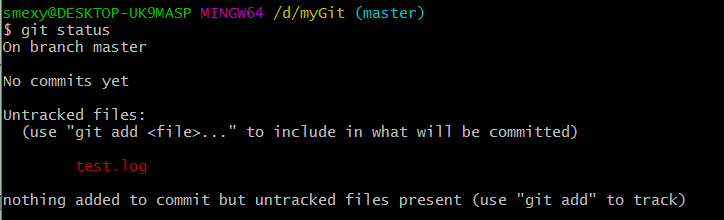 smexy@DESKTOP-UK9MASP MINGW64 /d/myGit (master)
$ git status
On branch master
No commits yet
Untracked files:
(use "git add <file>..." to include in what will be committed)
test.log
nothing added to commit but untracked files present (use "git add" to track)